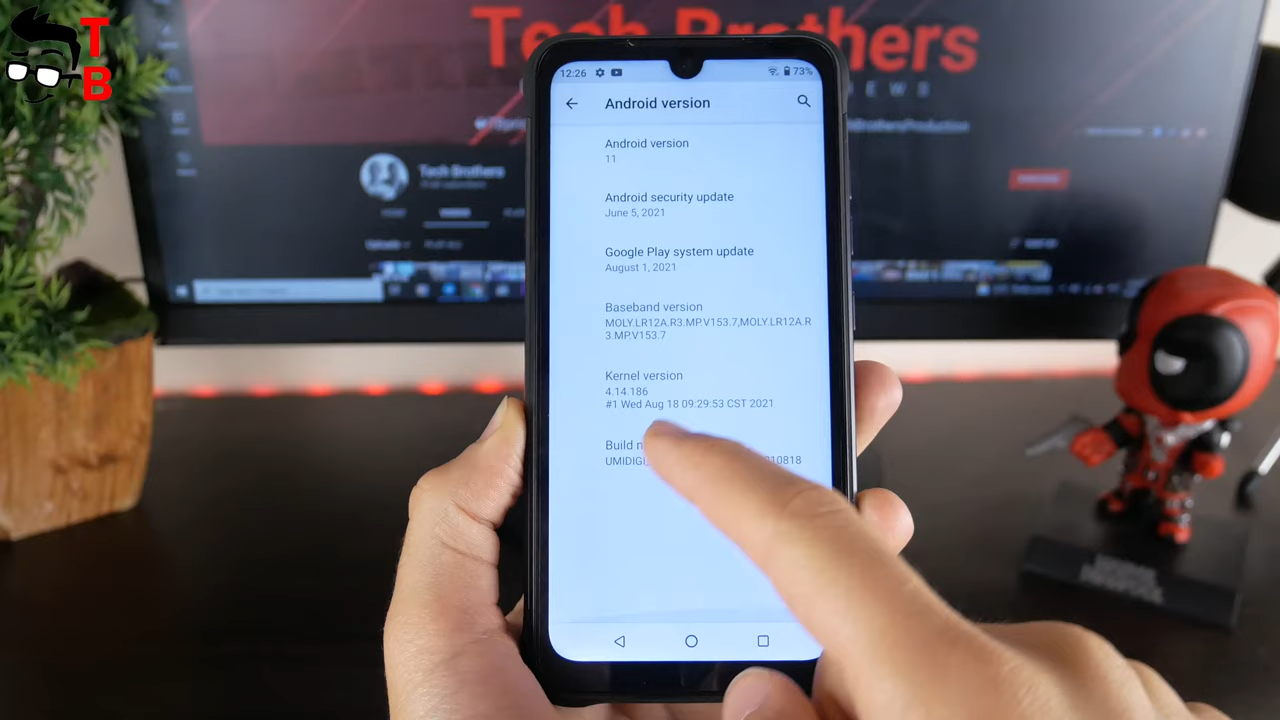 T
B
Tech Brothers
12:26
73%
Android version
Tech Brothers
Android version
11
Android security update
June 5, 2021
Google Play system update
August 1, 2021
Baseband version
MOLY.LR12A.R3.MP.V153.7,MOLY.LR12A.R
3.MP.V153.7
Kernel version
4.14.186
#1 Wed Aug 18 09:29:53 CST 2021
Build